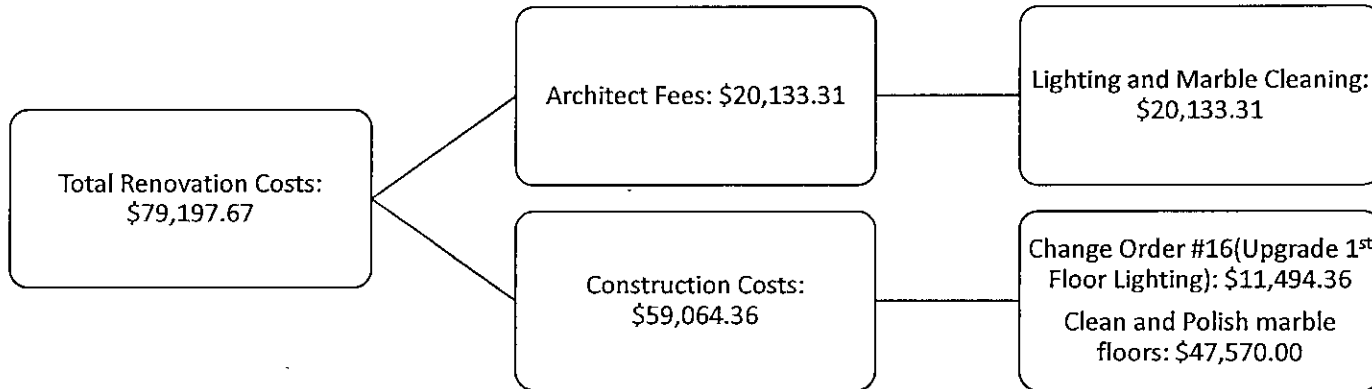 Total Renovation Costs:
$79,197.67
Architect Fees: $20,133.31
Lighting and Marble Cleaning:
$20,133.31
Construction Costs:
$59,064.36
Change Order #16(Upgrade 1st
Floor Lighting): $11,494.36
Clean and Polish marble
floors: $47,570.00